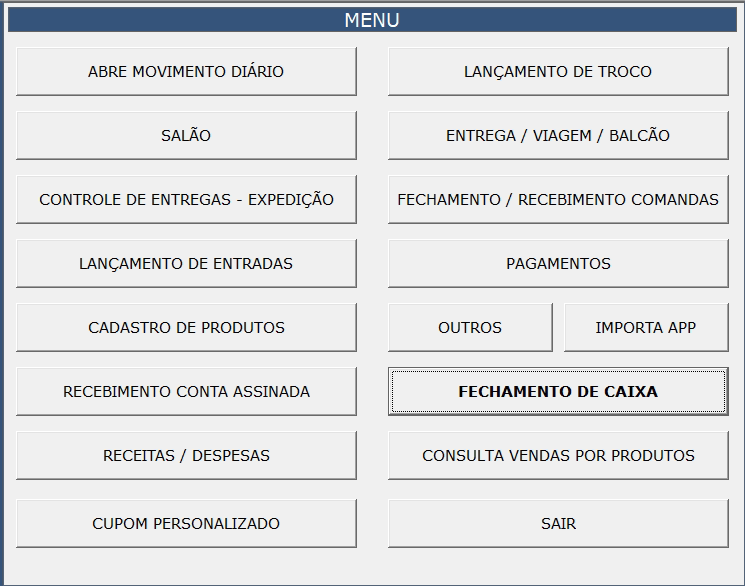 MENU
ABRE MOVIMENTO DIÁRIO
LANÇAMENTO DE TROCO
SALÃO
ENTREGA / VIAGEM / BALCÃO
CONTROLE DE ENTREGAS - EXPEDIÇÃO
FECHAMENTO / RECEBIMENTO COMANDAS
LANÇAMENTO DE ENTRADAS
PAGAMENTOS
CADASTRO DE PRODUTOS
OUTROS
IMPORTA APP
RECEBIMENTO CONTA ASSINADA
FECHAMENTO DE CAIXA
RECEITAS / DESPESAS
CONSULTA VENDAS POR PRODUTOS
CUPOM PERSONALIZADO
SAIR